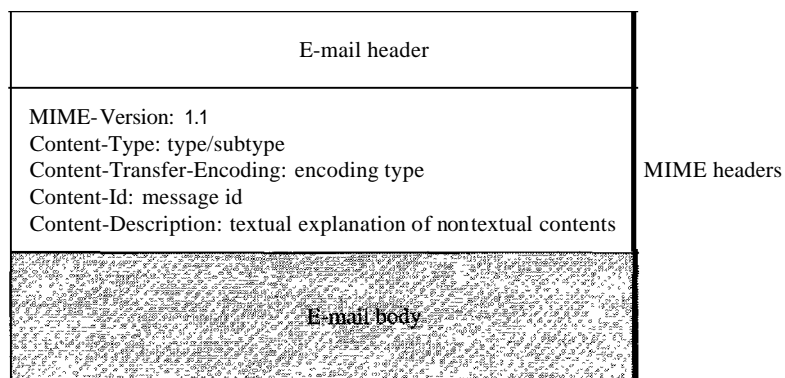 E-mail header
MIME-Version: 1.1
Content-Type: type/subtype
Content-Transfer-Encoding: encoding type
Content-Id: message id
Content-Description: textual explanation of nontextual contents
MIME headers
E-mail body